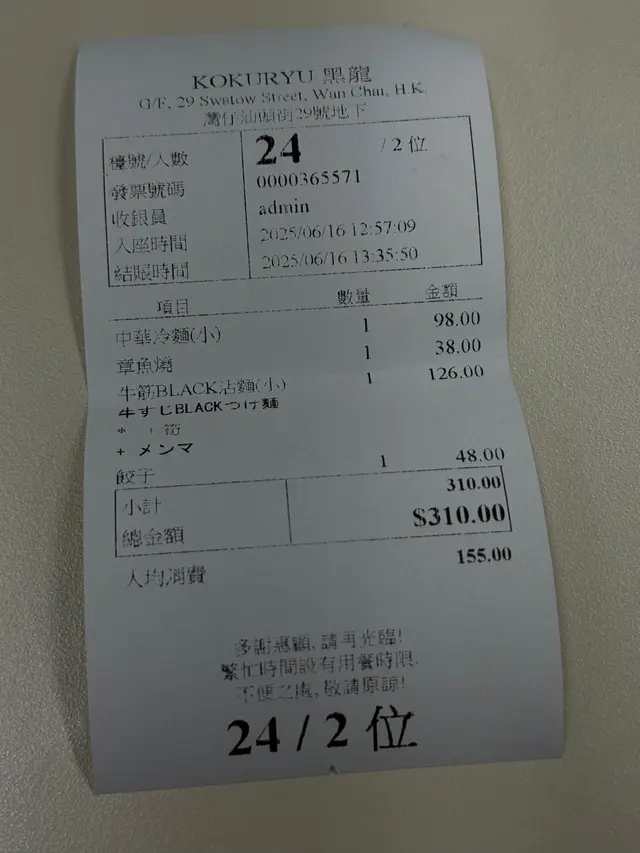 KOKURYU 黑龍
G/F, 29 Swatow Street, Wan Chai, H.K.
灣仔汕頭街29號地下
檯號/人數 24 / 2 位
發票號碼 0000365571
收銀員 admin
入座時間 2025/06/16 12:57:09
結賬時間 2025/06/16 13:35:50
項目 數量 金額
中華冷麵(小) 1 98.00
章魚燒 1 38.00
牛筋BLACK沾麵(小) 1 126.00
牛すじBLACKつけ麺
* +筍
+ メンマ
餃子 1 48.00
小計 310.00
總金額 $310.00
人均消費 155.00
多謝惠顧, 請再光臨!
繁忙時間設有用餐時限,
不便之處, 敬請原諒!
24 / 2 位